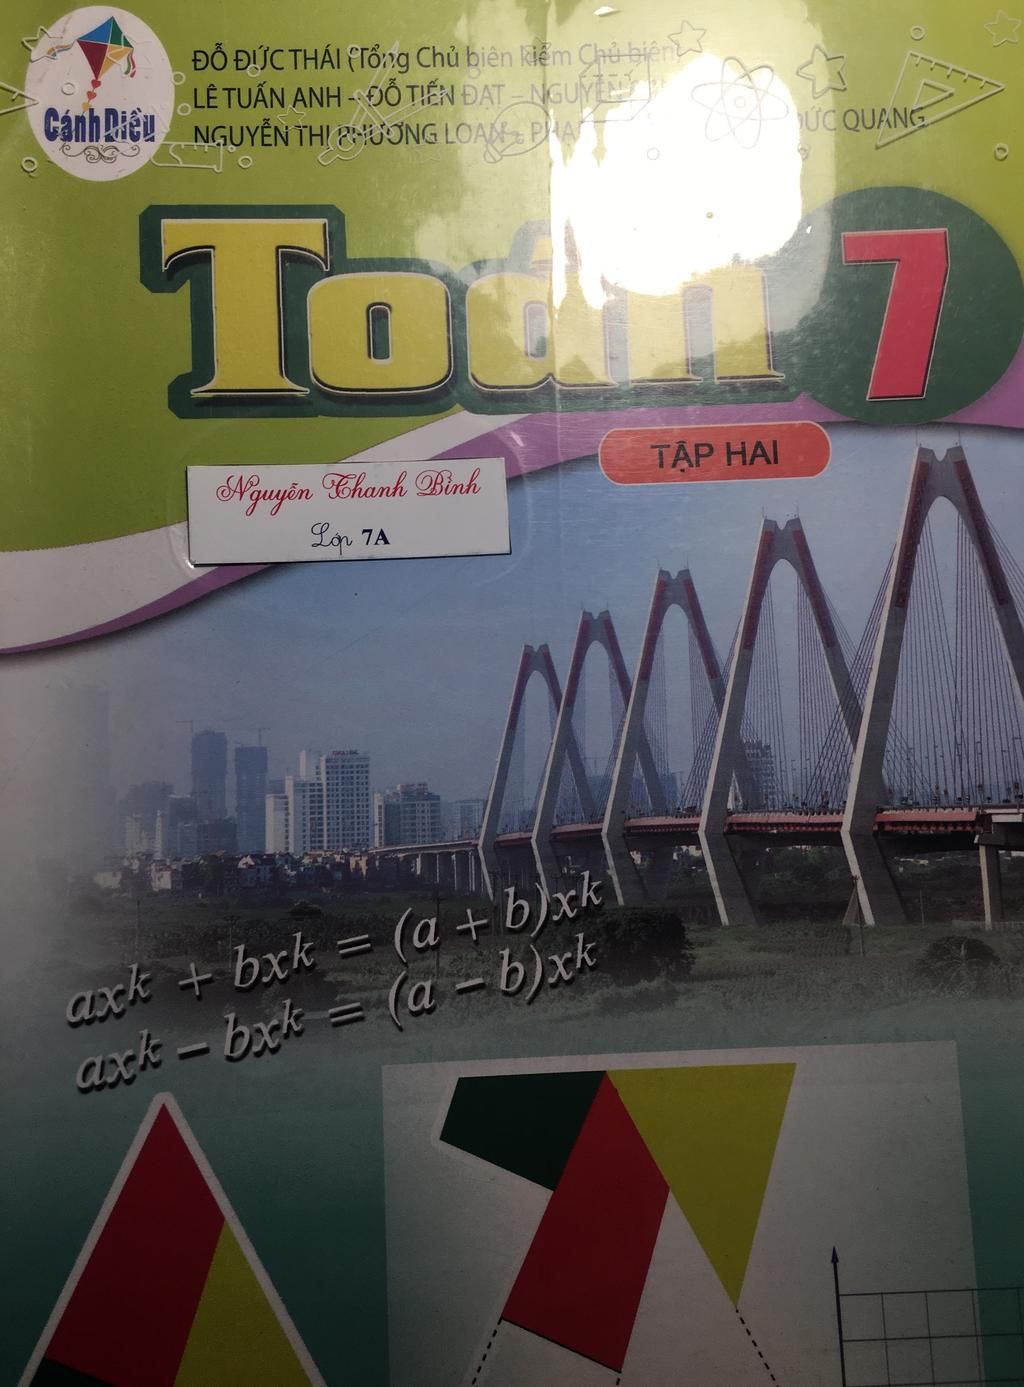 ĐỖ ĐỨC THÁI (Tổng Chủ biên kiêm Chủ biên)
LÊ TUẤN ANH – ĐỖ TIẾN ĐẠT – NGUYỄN
NGUYỄN THỊ PHƯƠNG LOAN – ĐỨC QUANG
Cánh Diều
Toán 7
TẬP HAI
Nguyễn Thanh Bình
Lớp 7A
axᵏ + bxᵏ = (a + b)xᵏ
axᵏ – bxᵏ = (a – b)xᵏ